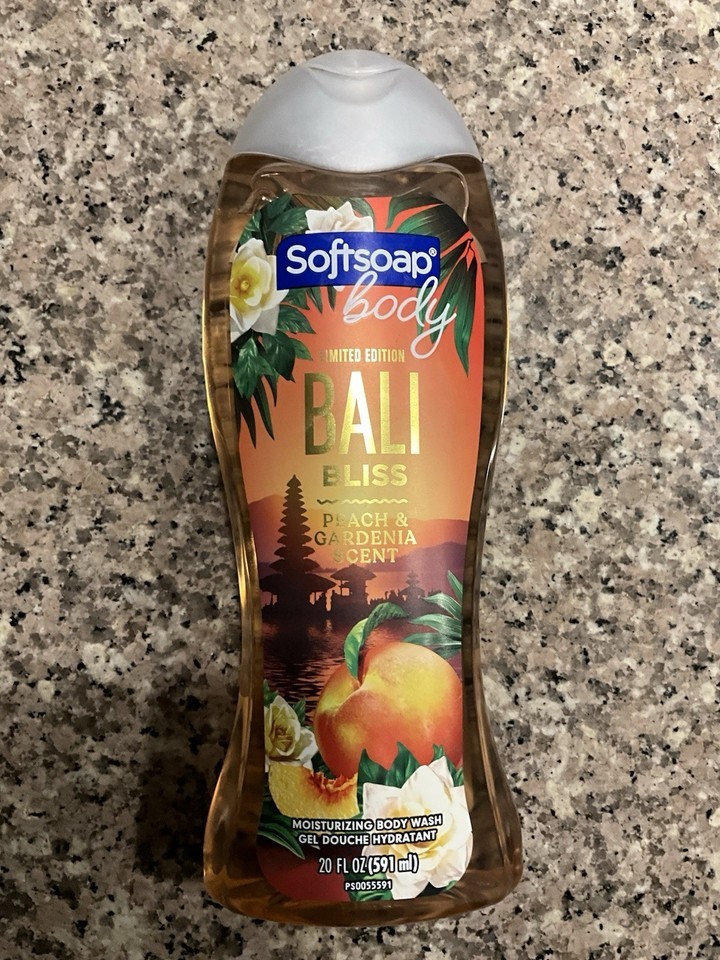 Softsoap®
body
LIMITED EDITION
BALI
BLISS
PEACH &
GARDENIA
SCENT
MOISTURIZING BODY WASH
GEL DOUCHE HYDRATANT
20 FL OZ (591 ml)
PS0055591